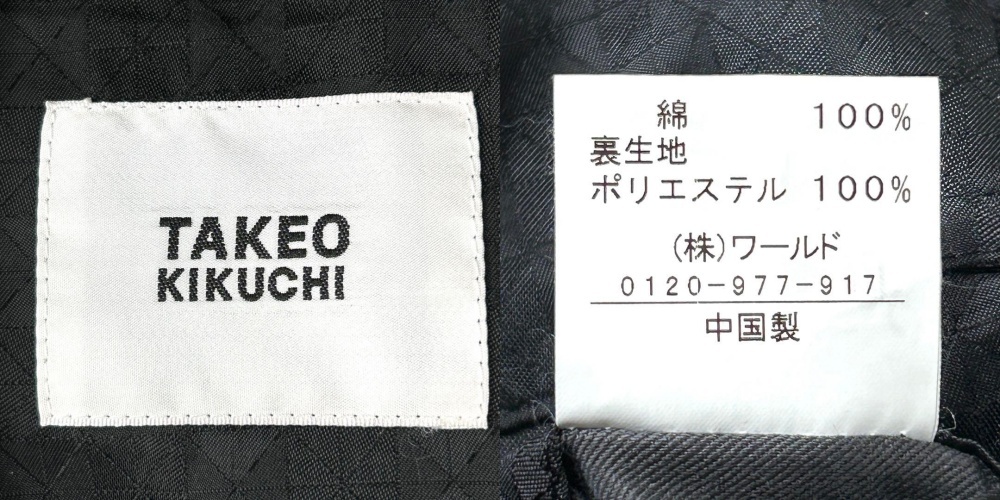 TAKEO
KIKUCHI
綿 100%
裏生地
ポリエステル 100%
(株)ワールド
0120-977-917
中国製